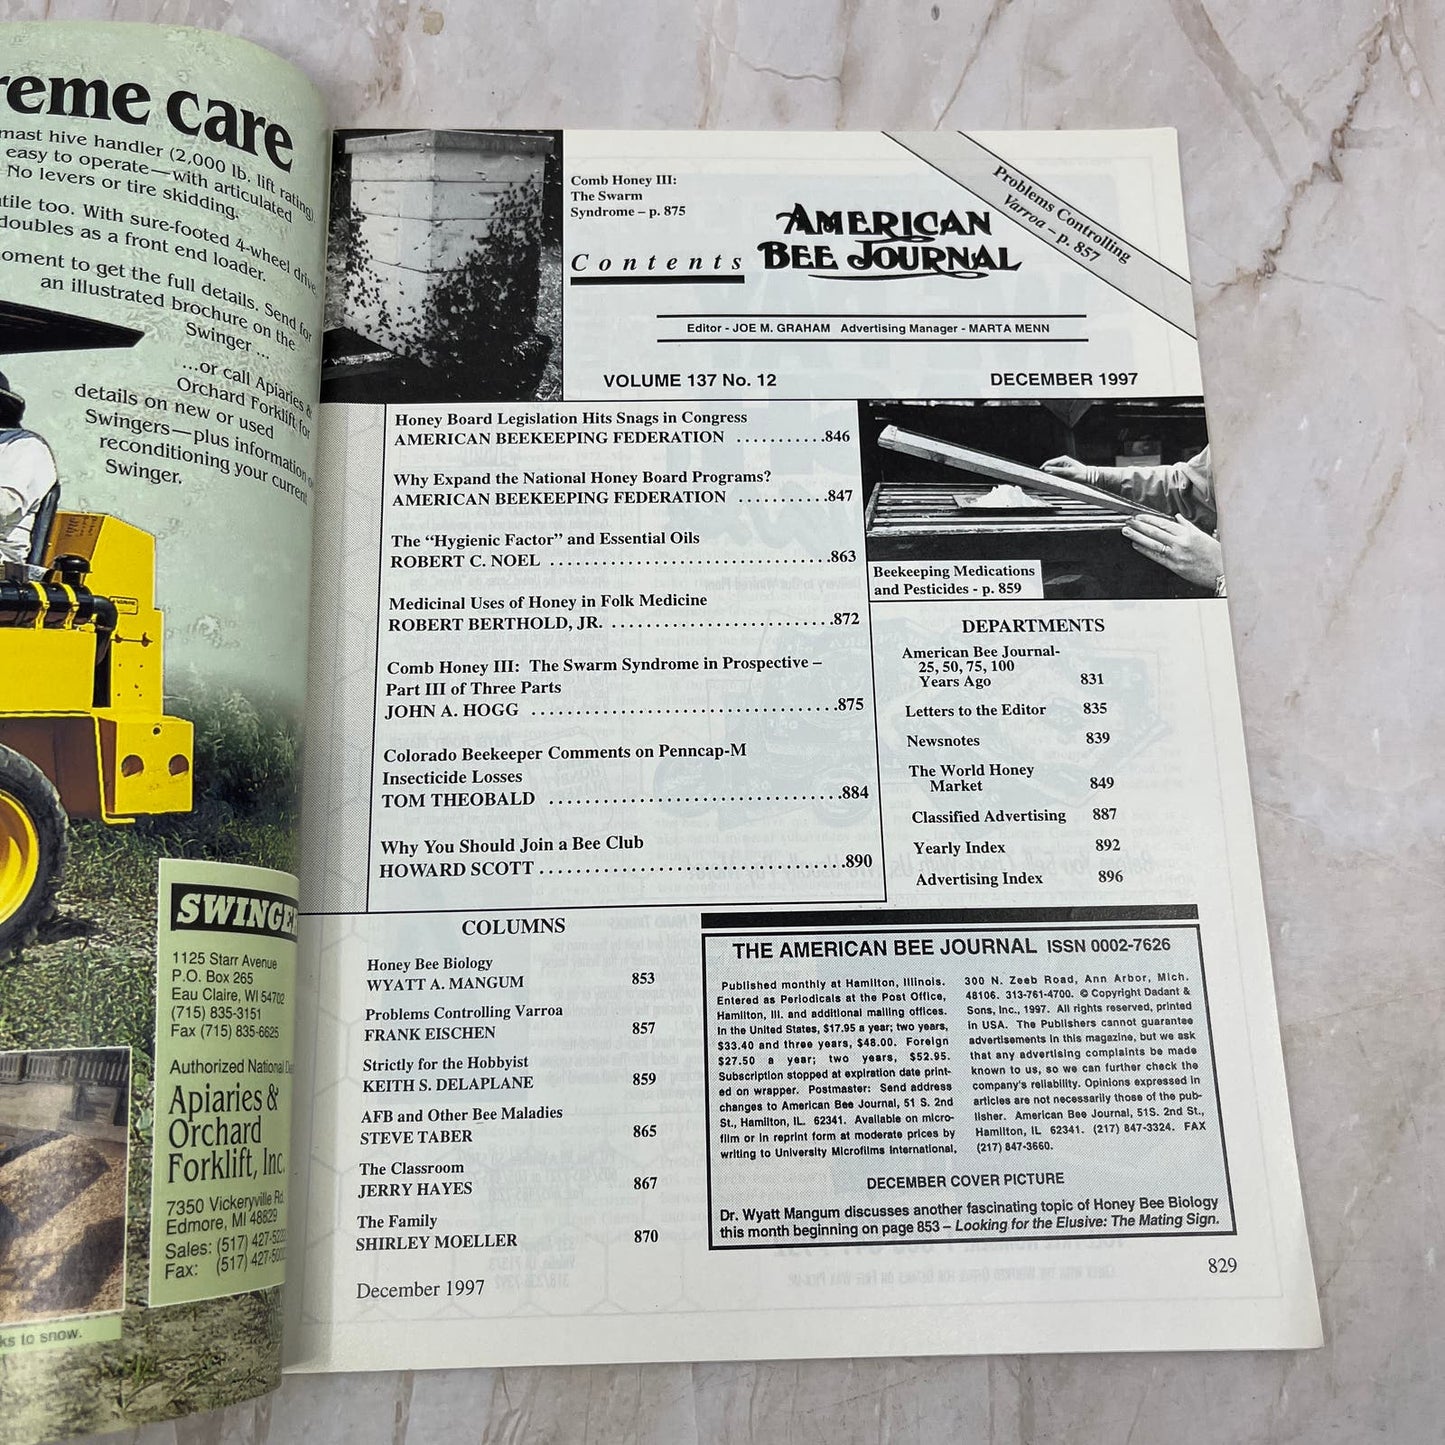 reme care
mast hive handler (2,000 lb. lift rating)
easy to operate—with articulated
No levers or tire skidding.
tile too. With sure-footed 4-wheel drive,
doubles as a front end loader.
oment to get the full details. Send for
an illustrated brochure on the
Swinger ...
...or call Apiaries &
Orchard Forklift for
details on new or used
Swingers—plus information
reconditioning your current
Swinger.
SWINGER
1125 Starr Avenue
P.O. Box 265
Eau Claire, WI 54702
(715) 835-3151
Fax (715) 835-6625
Authorized National
Apiaries &
Orchard
Forklift, Inc.
7350 Vickeryville Rd.
Edmore, MI 48829
Sales: (517)
Fax: (517)
ks to snow.
Comb Honey III:
The Swarm
Syndrome – p. 875
Contents
AMERICAN
BEE JOURNAL
Problems Controlling
Varroa – p. 857
Editor - JOE M. GRAHAM Advertising Manager - MARTA MENN
VOLUME 137 No. 12
DECEMBER 1997
Honey Board Legislation Hits Snags in Congress
AMERICAN BEEKEEPING FEDERATION ...........846
Why Expand the National Honey Board Programs?
AMERICAN BEEKEEPING FEDERATION ...........847
The “Hygienic Factor” and Essential Oils
ROBERT C. NOEL ..................................863
Medicinal Uses of Honey in Folk Medicine
ROBERT BERTHOLD, JR. ...........................872
Comb Honey III: The Swarm Syndrome in Prospective –
Part III of Three Parts
JOHN A. HOGG .....................................875
Colorado Beekeeper Comments on Penncap-M
Insecticide Losses
TOM THEOBALD ...................................884
Why You Should Join a Bee Club
HOWARD SCOTT.....................................890
Beekeeping Medications
and Pesticides - p. 859
DEPARTMENTS
American Bee Journal-
25, 50, 75, 100
Years Ago 831
Letters to the Editor 835
Newsnotes 839
The World Honey
Market 849
Classified Advertising 887
Yearly Index 892
Advertising Index 896
COLUMNS
Honey Bee Biology
WYATT A. MANGUM 853
Problems Controlling Varroa
FRANK EISCHEN 857
Strictly for the Hobbyist
KEITH S. DELAPLANE 859
AFB and Other Bee Maladies
STEVE TABER 865
The Classroom
JERRY HAYES 867
The Family
SHIRLEY MOELLER 870
THE AMERICAN BEE JOURNAL ISSN 0002-7626
Published monthly at Hamilton, Illinois.
Entered as Periodicals at the Post Office,
Hamilton, Ill. and additional mailing offices.
In the United States, $17.95 a year; two years,
$33.40 and three years, $48.00. Foreign
$27.50 a year; two years, $52.95.
Subscription stopped at expiration date print-
ed on wrapper. Postmaster: Send address
changes to American Bee Journal, 51 S. 2nd
St., Hamilton, IL. 62341. Available on micro-
film or in reprint form at moderate prices by
writing to University Microfilms International,
300 N. Zeeb Road, Ann Arbor, Mich.
48106. 313-761-4700. © Copyright Dadant &
Sons, Inc., 1997. All rights reserved, printed
in USA. The Publishers cannot guarantee
advertisements in this magazine, but we ask
that any advertising complaints be made
known to us, so we can further check the
company's reliability. Opinions expressed in
articles are not necessarily those of the pub-
lisher. American Bee Journal, 51S. 2nd St.,
Hamilton, IL 62341. (217) 847-3324. FAX
(217) 847-3660.
DECEMBER COVER PICTURE
Dr. Wyatt Mangum discusses another fascinating topic of Honey Bee Biology
this month beginning on page 853 – Looking for the Elusive: The Mating Sign.
December 1997
829